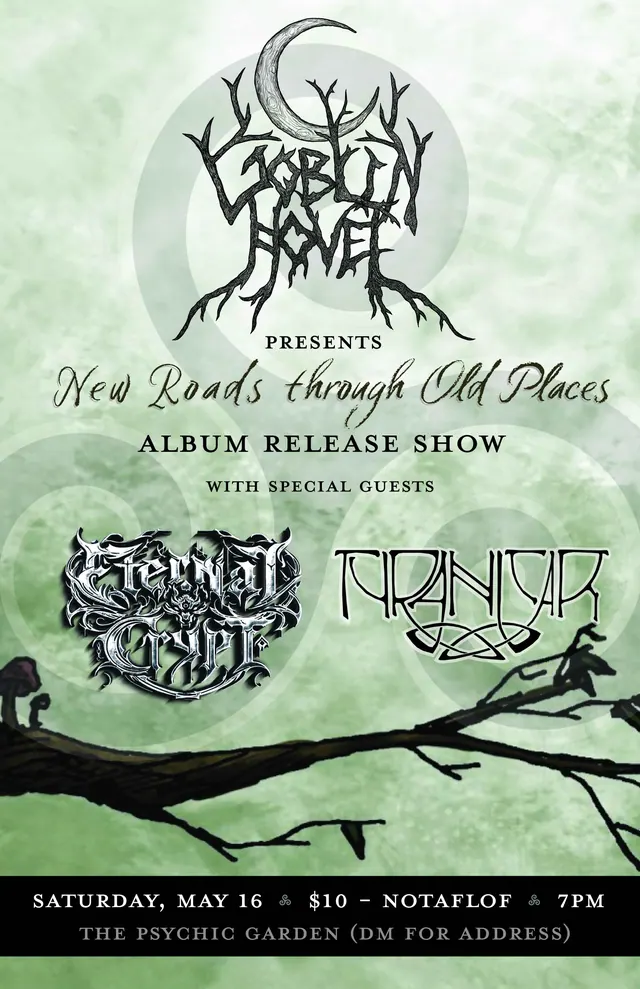 GOBLIN
HOVEL
PRESENTS
New Roads through Old Places
ALBUM RELEASE SHOW
WITH SPECIAL GUESTS
Eternal
Crypt
TYRANITAR
SATURDAY, MAY 16 $10 – NOTAFLOF 7PM
THE PSYCHIC GARDEN (DM FOR ADDRESS)